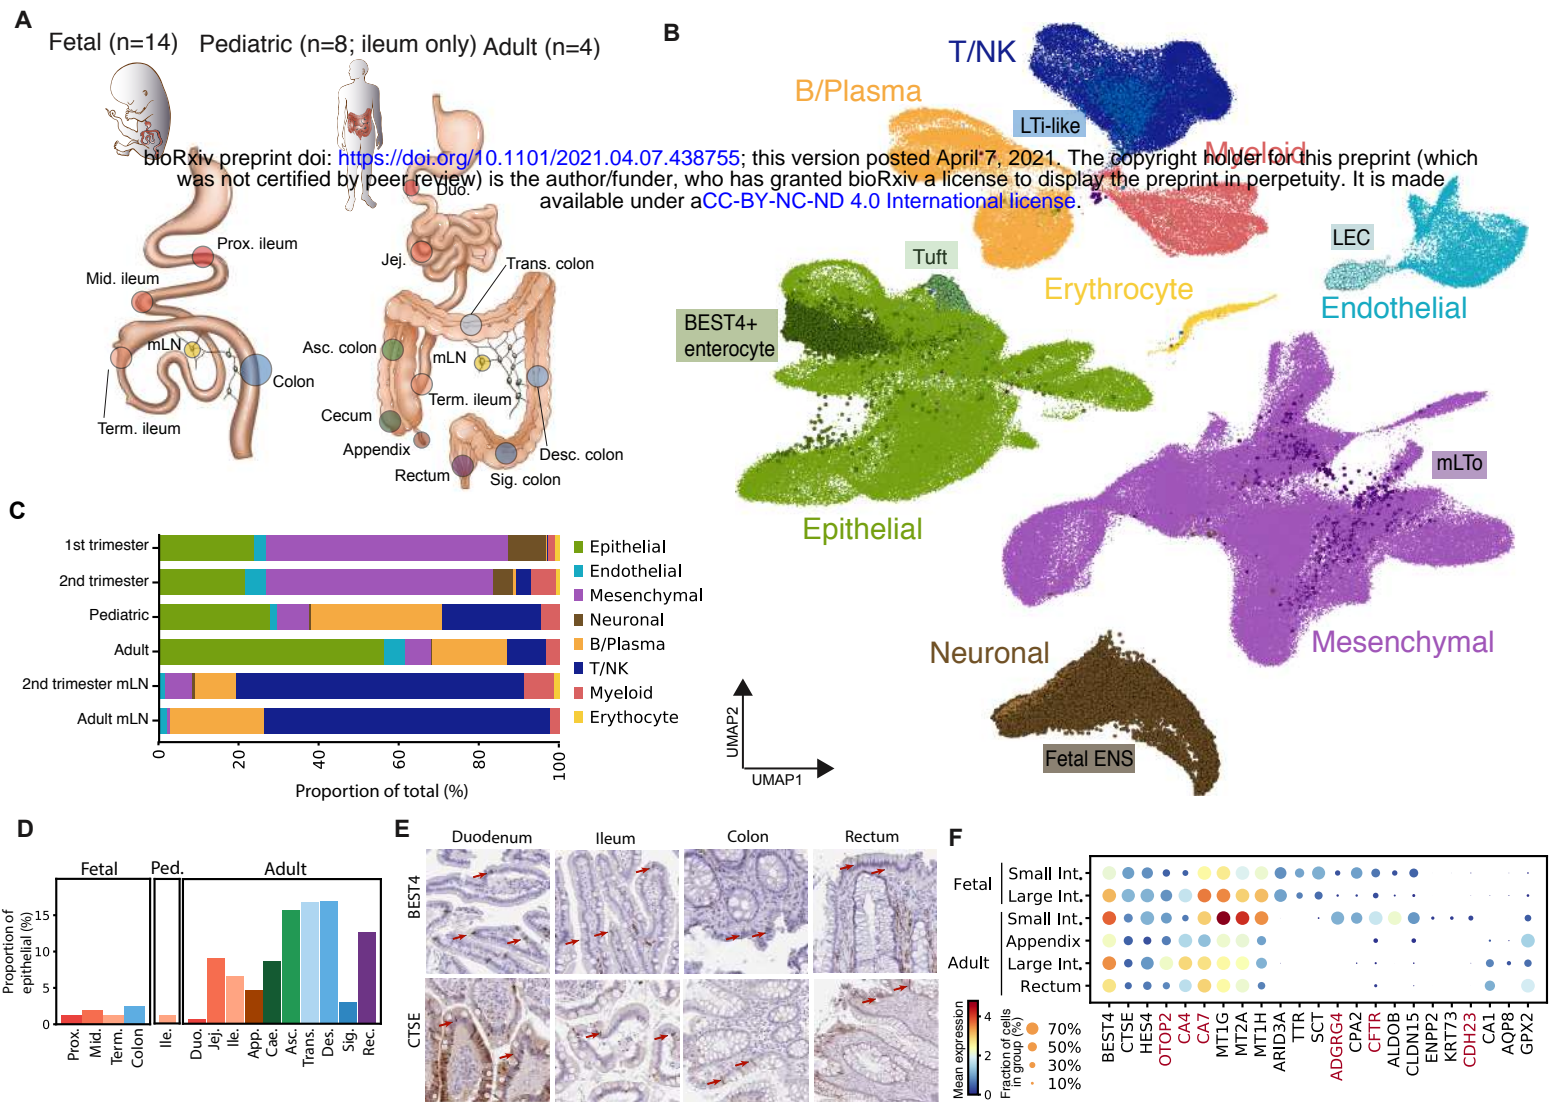 A
Fetal (n=14)
Pediatric (n=8; ileum only)
Adult (n=4)
Prox. ileum
Mid. ileum
mLN
Colon
Term. ileum
Duo.
Jej.
Trans. colon
Asc. colon
mLN
Term. ileum
Cecum
Appendix
Rectum
Sig. colon
Desc. colon
bioRxiv preprint doi: https://doi.org/10.1101/2021.04.07.438755; this version posted April 7, 2021. The copyright holder for this preprint (which
was not certified by peer review) is the author/funder, who has granted bioRxiv a license to display the preprint in perpetuity. It is made
available under aCC-BY-NC-ND 4.0 International license.
B
T/NK
B/Plasma
LTi-like
Myeloid
LEC
Tuft
Erythrocyte
Endothelial
BEST4+
enterocyte
mLTo
Epithelial
Mesenchymal
Neuronal
Fetal ENS
UMAP2
UMAP1
C
1st trimester
2nd trimester
Pediatric
Adult
2nd trimester mLN
Adult mLN
0
20
40
60
80
100
Proportion of total (%)
Epithelial
Endothelial
Mesenchymal
Neuronal
B/Plasma
T/NK
Myeloid
Erythocyte
D
Fetal
Ped.
Adult
Proportion of
epithelial (%)
15
10
5
0
Prox.
Mid.
Term.
Colon
Ile.
Duo.
Jej.
Ile.
App.
Cae.
Asc.
Trans.
Des.
Sig.
Rec.
E
Duodenum
Ileum
Colon
Rectum
BEST4
CTSE
F
Fetal
Small Int.
Large Int.
Adult
Small Int.
Appendix
Large Int.
Rectum
Mean expression
4
2
0
Fraction of cells
in group (%)
70%
50%
30%
10%
BEST4
CTSE
HES4
OTOP2
CA4
CA7
MT1G
MT2A
MT1H
ARID3A
TTR
SCT
ADGRG4
CPA2
CFTR
ALDOB
CLDN15
ENPP2
KRT73
CDH23
CA1
AQP8
GPX2